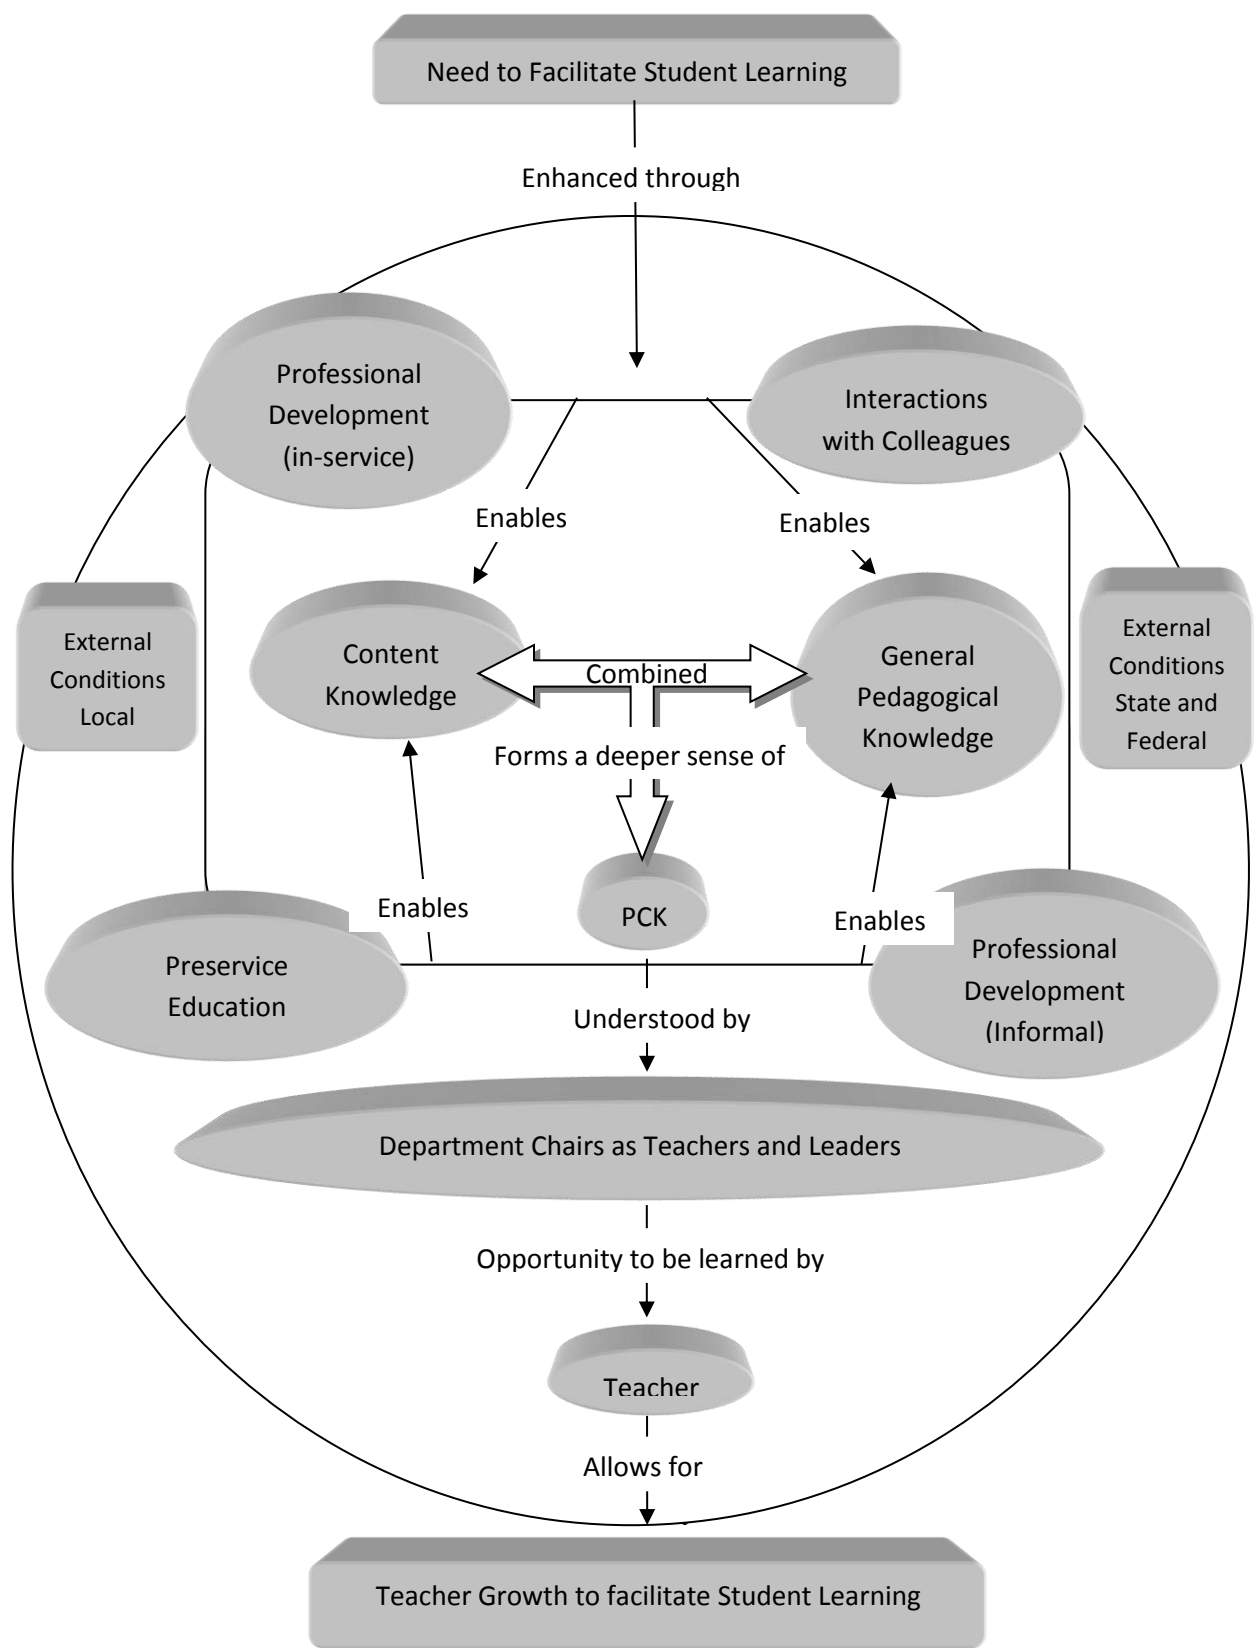 Need to Facilitate Student Learning
Enhanced through
Professional
Development
(in-service)
Interactions
with Colleagues
Enables
Enables
External
Conditions
Local
Content
Knowledge
Combined
General
Pedagogical
Knowledge
External
Conditions
State and
Federal
Forms a deeper sense of
Enables
PCK
Enables
Preservice
Education
Professional
Development
(Informal)
Understood by
Department Chairs as Teachers and Leaders
Opportunity to be learned by
Teacher
Allows for
Teacher Growth to facilitate Student Learning